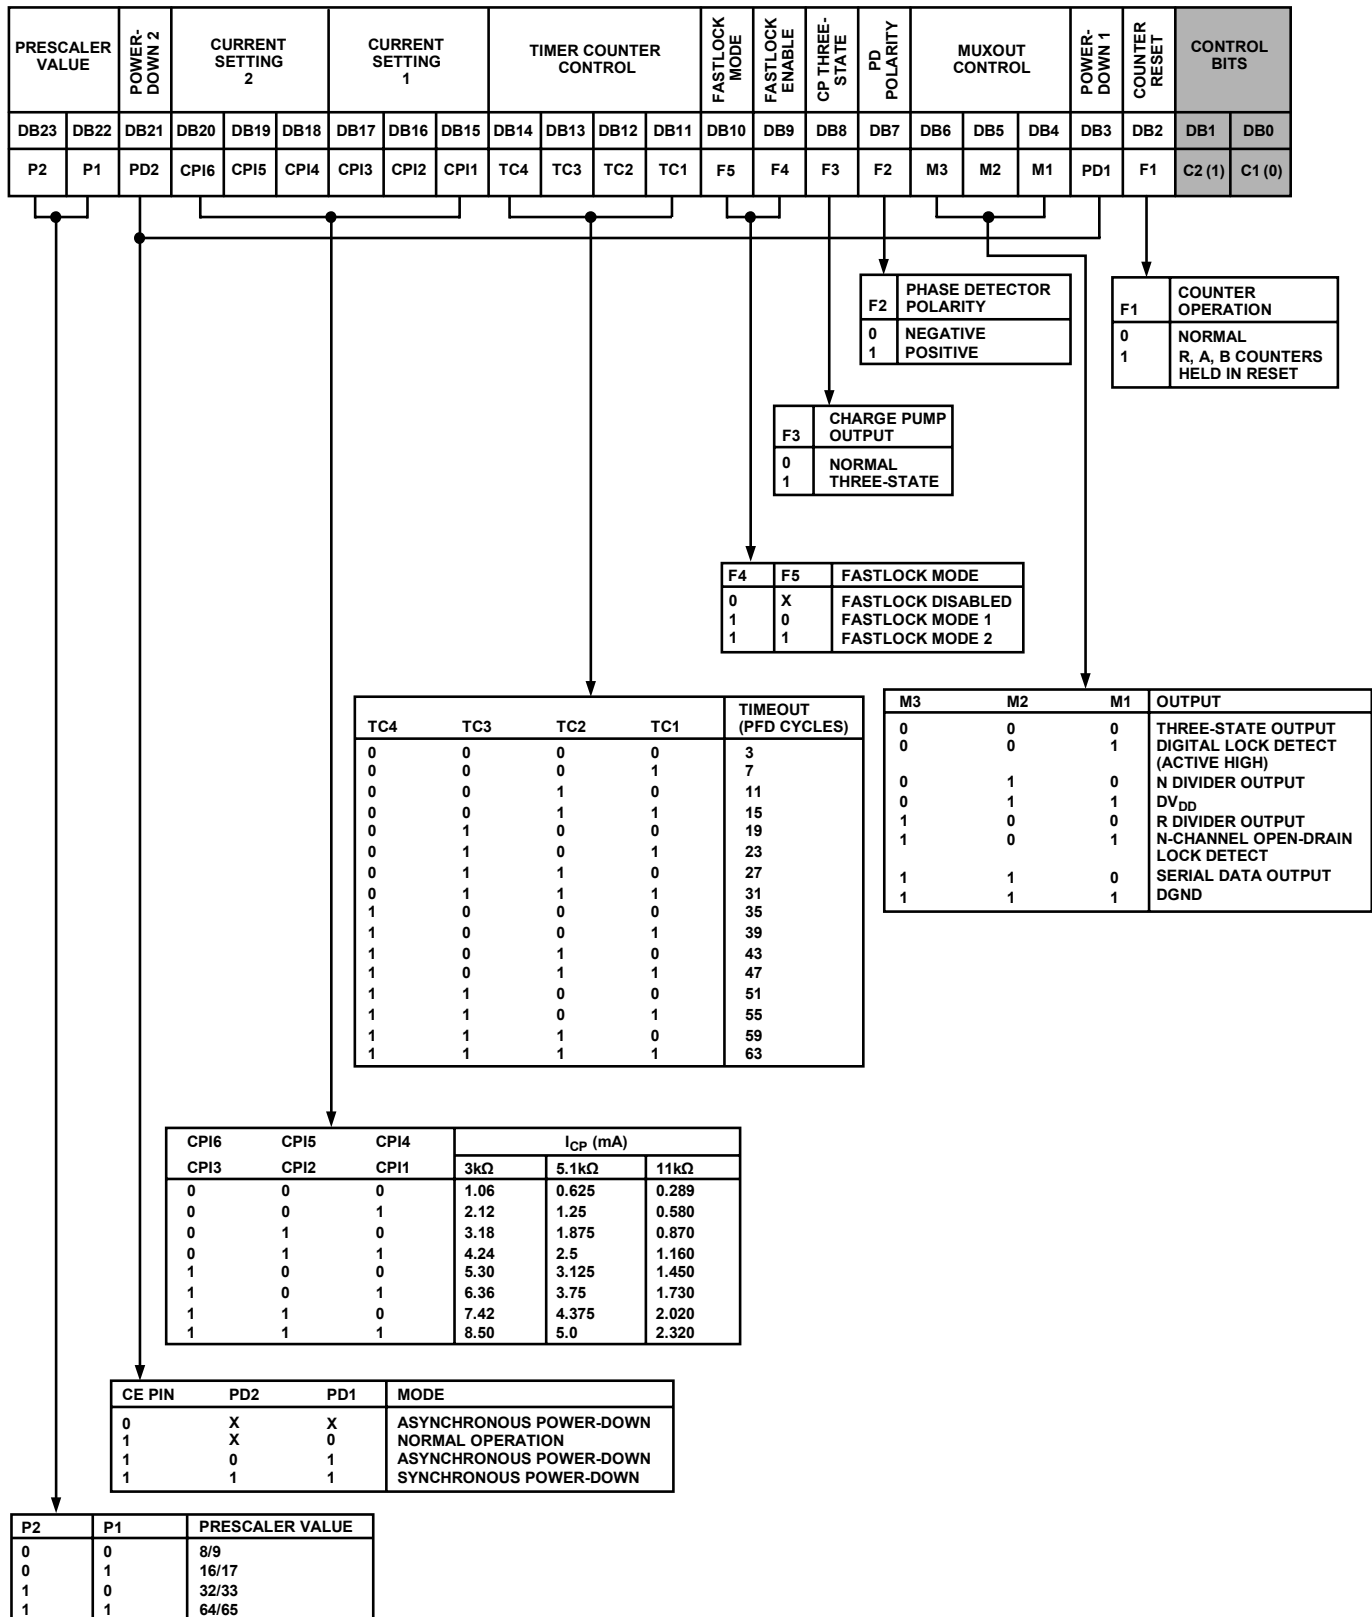 PRESCALER VALUE
POWER-DOWN 2
CURRENT SETTING 2
CURRENT SETTING 1
TIMER COUNTER CONTROL
FASTLOCK MODE
FASTLOCK ENABLE
CP THREE-STATE
PD POLARITY
MUXOUT CONTROL
POWER-DOWN 1
COUNTER RESET
CONTROL BITS
DB23 DB22 DB21 DB20 DB19 DB18 DB17 DB16 DB15 DB14 DB13 DB12 DB11 DB10 DB9 DB8 DB7 DB6 DB5 DB4 DB3 DB2 DB1 DB0
P2 P1 PD2 CPI6 CPI5 CPI4 CPI3 CPI2 CPI1 TC4 TC3 TC2 TC1 F5 F4 F3 F2 M3 M2 M1 PD1 F1 C2 (1) C1 (0)
F2 PHASE DETECTOR POLARITY
0 NEGATIVE
1 POSITIVE
F1 COUNTER OPERATION
0 NORMAL
1 R, A, B COUNTERS
HELD IN RESET
F3 CHARGE PUMP OUTPUT
0 NORMAL
1 THREE-STATE
F4 F5 FASTLOCK MODE
0 X FASTLOCK DISABLED
1 0 FASTLOCK MODE 1
1 1 FASTLOCK MODE 2
TC4 TC3 TC2 TC1 TIMEOUT (PFD CYCLES)
0 0 0 0 3
0 0 0 1 7
0 0 1 0 11
0 0 1 1 15
0 1 0 0 19
0 1 0 1 23
0 1 1 0 27
0 1 1 1 31
1 0 0 0 35
1 0 0 1 39
1 0 1 0 43
1 0 1 1 47
1 1 0 0 51
1 1 0 1 55
1 1 1 0 59
1 1 1 1 63
M3 M2 M1 OUTPUT
0 0 0 THREE-STATE OUTPUT
0 0 1 DIGITAL LOCK DETECT
(ACTIVE HIGH)
0 1 0 N DIVIDER OUTPUT
0 1 1 DVDD
1 0 0 R DIVIDER OUTPUT
1 0 1 N-CHANNEL OPEN-DRAIN
LOCK DETECT
1 1 0 SERIAL DATA OUTPUT
1 1 1 DGND
CPI6 CPI5 CPI4 ICP (mA)
CPI3 CPI2 CPI1 3kΩ 5.1kΩ 11kΩ
0 0 0 1.06 0.625 0.289
0 0 1 2.12 1.25 0.580
0 1 0 3.18 1.875 0.870
0 1 1 4.24 2.5 1.160
1 0 0 5.30 3.125 1.450
1 0 1 6.36 3.75 1.730
1 1 0 7.42 4.375 2.020
1 1 1 8.50 5.0 2.320
CE PIN PD2 PD1 MODE
0 X X ASYNCHRONOUS POWER-DOWN
1 X 0 NORMAL OPERATION
1 0 1 ASYNCHRONOUS POWER-DOWN
1 1 1 SYNCHRONOUS POWER-DOWN
P2 P1 PRESCALER VALUE
0 0 8/9
0 1 16/17
1 0 32/33
1 1 64/65